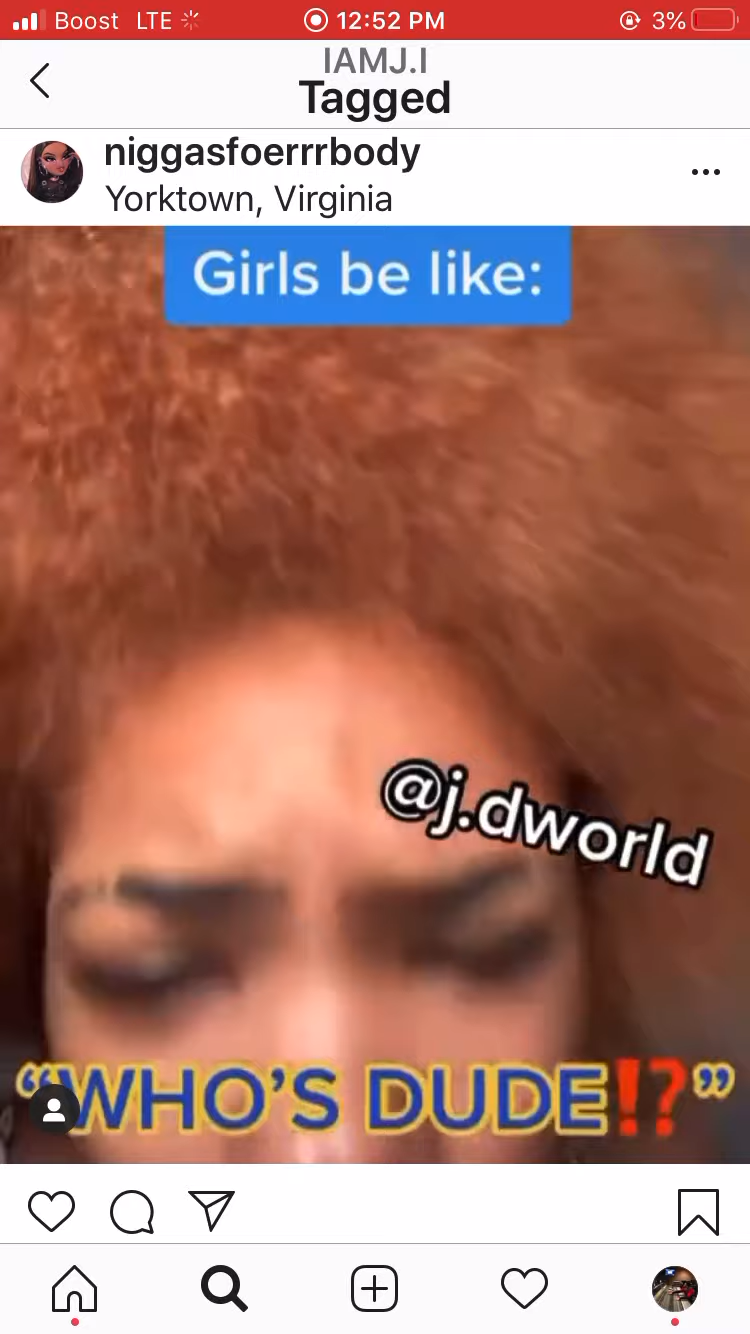 Boost LTE 12:52 PM 3%
IAMJ.I
Tagged
niggasfoerrrbody
Yorktown, Virginia
Girls be like:
@j.dworld
“WHO’S DUDE⁉️”